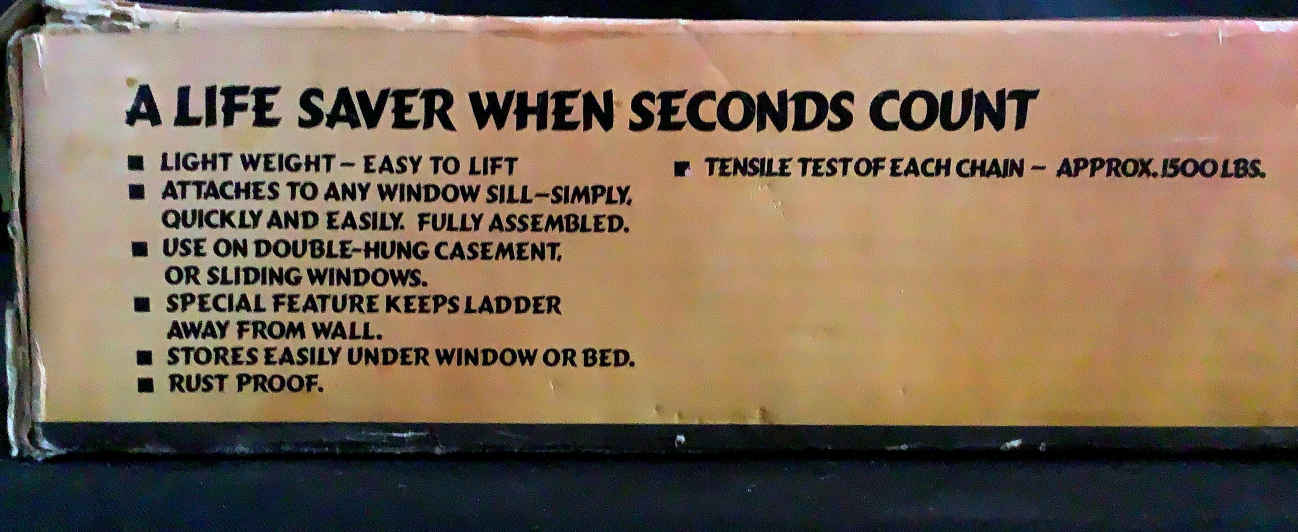 A LIFE SAVER WHEN SECONDS COUNT
■ LIGHT WEIGHT – EASY TO LIFT
■ ATTACHES TO ANY WINDOW SILL–SIMPLY,
QUICKLY AND EASILY. FULLY ASSEMBLED.
■ USE ON DOUBLE-HUNG CASEMENT,
OR SLIDING WINDOWS.
■ SPECIAL FEATURE KEEPS LADDER
AWAY FROM WALL.
■ STORES EASILY UNDER WINDOW OR BED.
■ RUST PROOF.
■ TENSILE TEST OF EACH CHAIN – APPROX. 1500 LBS.